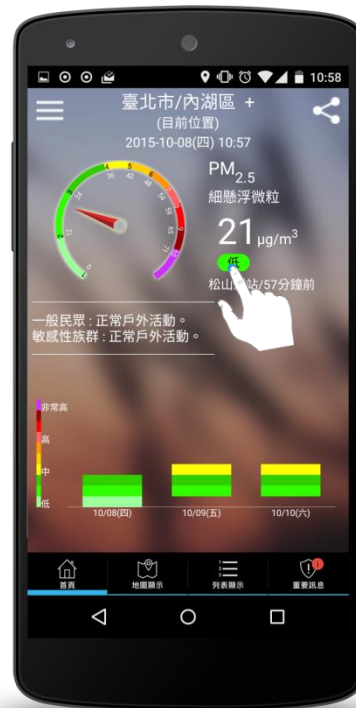 10:58
臺北市/內湖區 +
(目前位置)
2015-10-08(四) 10:57
PM2.5
細懸浮微粒
21 μg/m³
低
松山 站/57分鐘前
一般民眾 : 正常戶外活動。
敏感性族群 : 正常戶外活動。
非常高
高
中
低
10/08(四)
10/09(五)
10/10(六)
首頁
地圖顯示
列表顯示
重要訊息